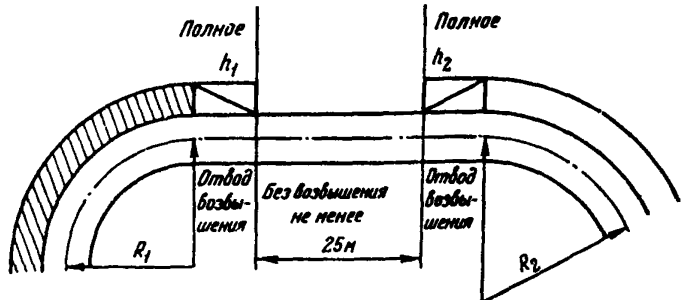 Полное
h₁
Полное
h₂
Отвод
возвы-
шения
Без возвышения
не менее
25м
Отвод
возвы-
шения
R₁
R₂